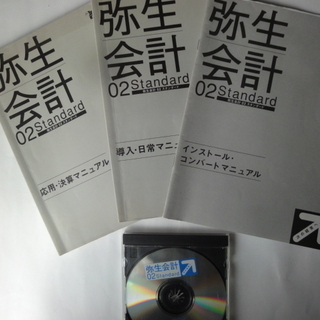 弥生
会計
02Standard
応用・決算マニュアル
弥生
会計
02Standard
導入・日常マニュ
弥生
会計
02Standard
インストール・
コンバートマニュアル
弥生会計
02Standard